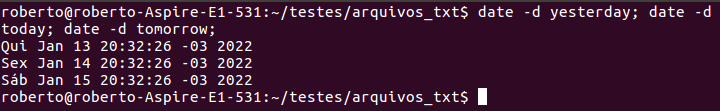 roberto@roberto-Aspire-E1-531:~/testes/arquivos_txt$ date -d yesterday; date -d
today; date -d tomorrow;
Qui Jan 13 20:32:26 -03 2022
Sex Jan 14 20:32:26 -03 2022
Sáb Jan 15 20:32:26 -03 2022
roberto@roberto-Aspire-E1-531:~/testes/arquivos_txt$